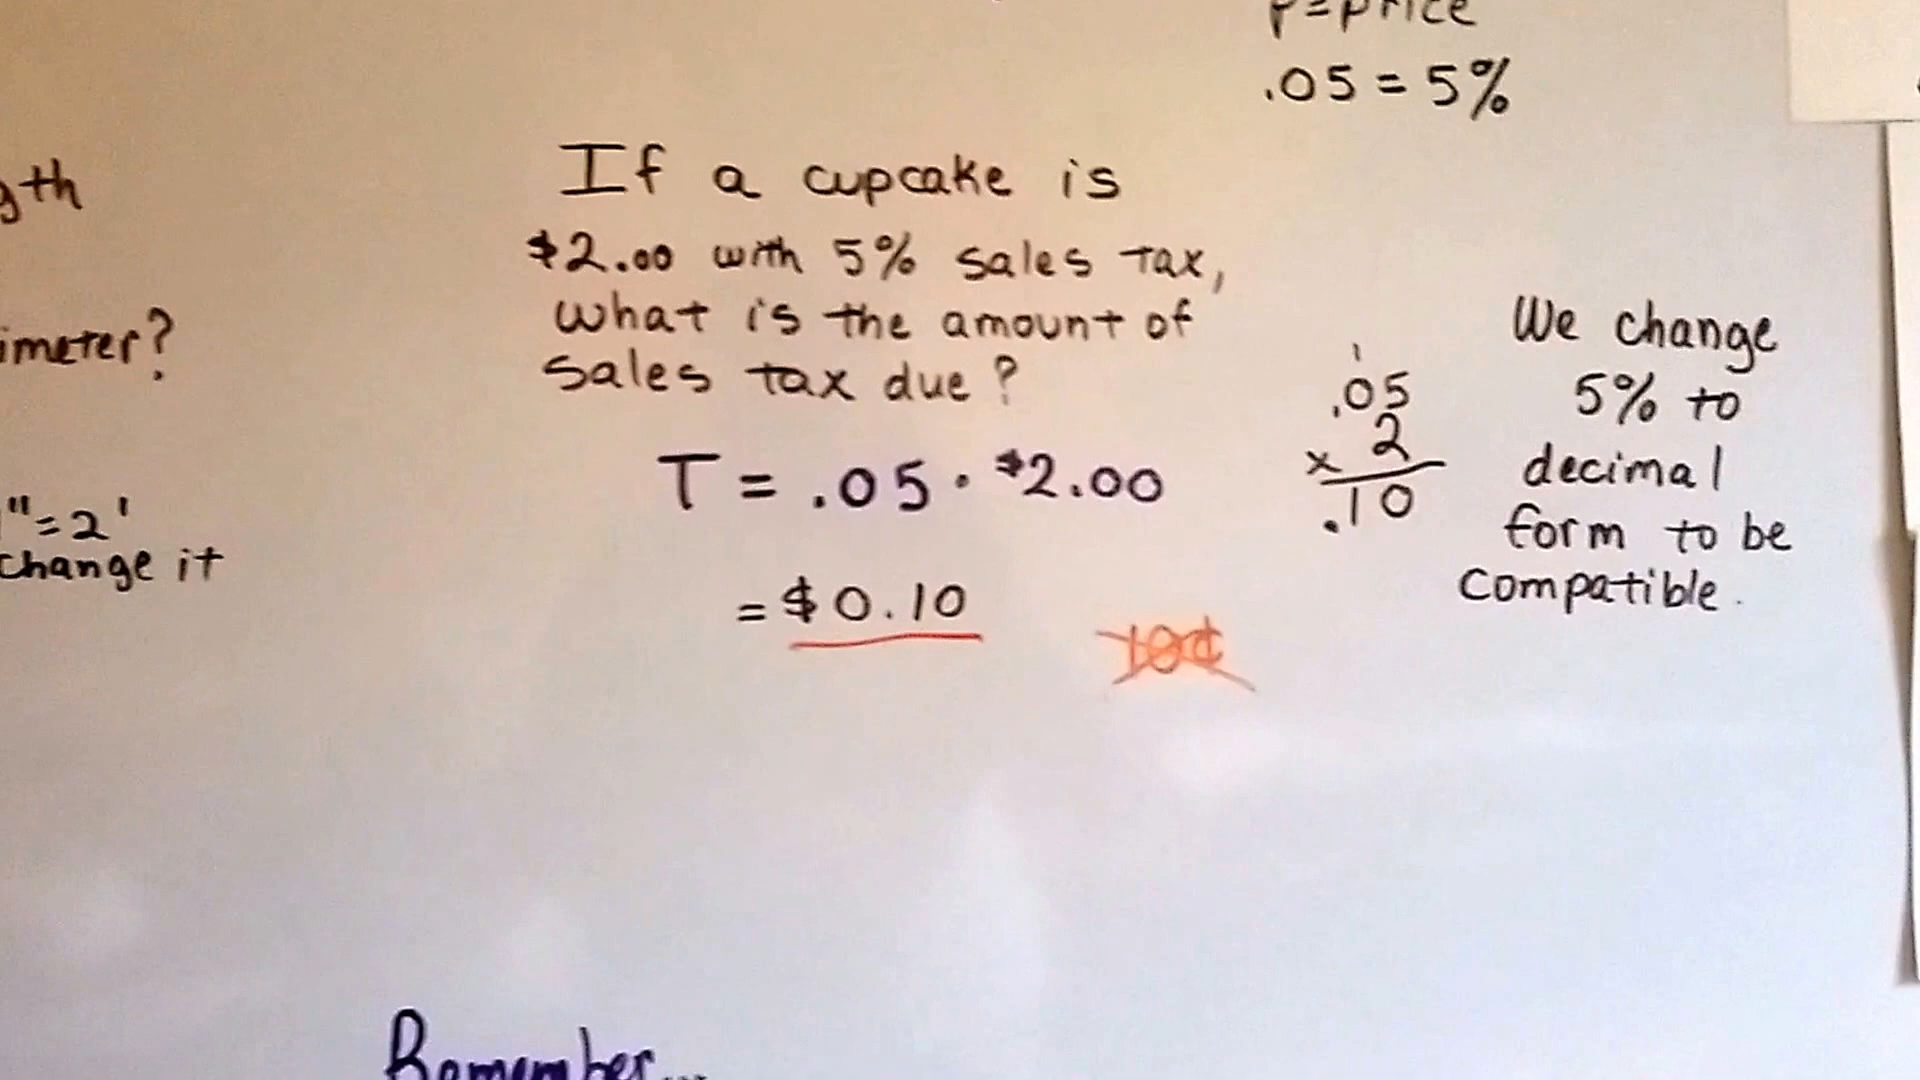 P = price
.05 = 5%
If a cupcake is
$2.00 with 5% sales tax,
what is the amount of
sales tax due?
T = .05 · $2.00
= $0.10
10¢
1
.05
x 2
.10
We change
5% to
decimal
form to be
compatible.
gth
imeter?
"=2'
change it
Remember...